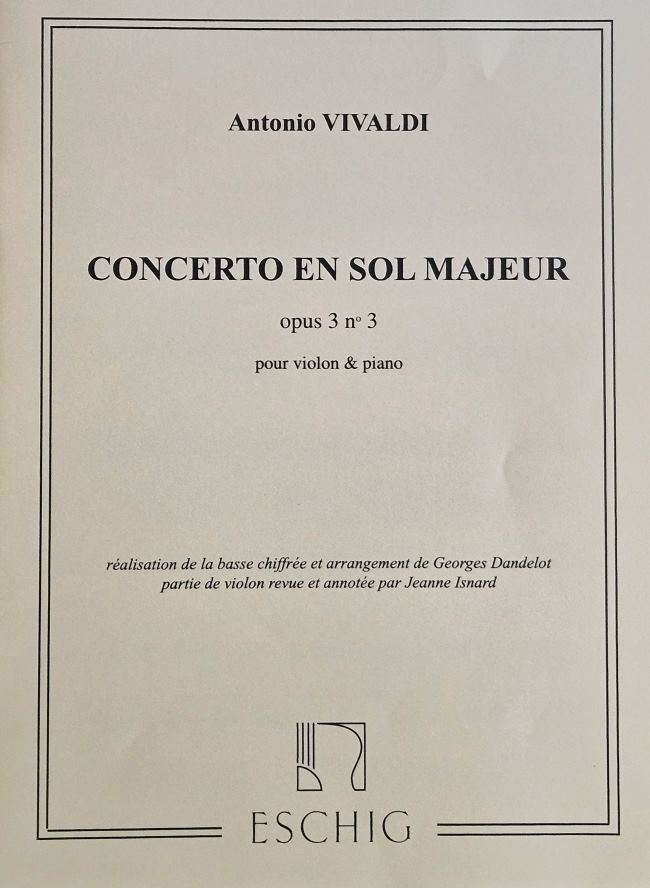 Antonio VIVALDI
CONCERTO EN SOL MAJEUR
opus 3 nº 3
pour violon & piano
réalisation de la basse chiffrée et arrangement de Georges Dandelot
partie de violon revue et annotée par Jeanne Isnard
ESCHIG